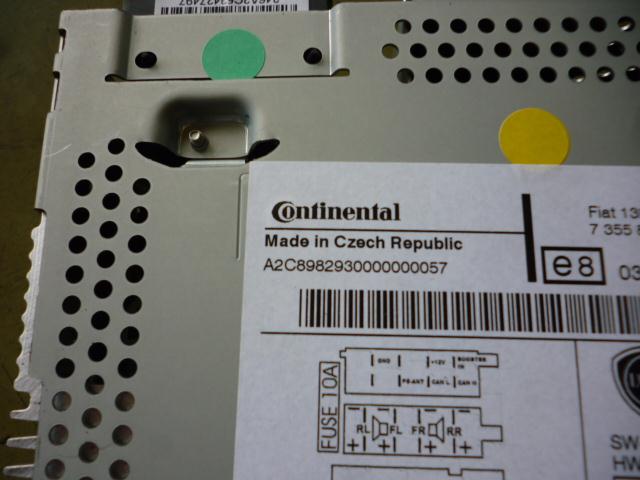 Continental
Made in Czech Republic
A2C8982930000000057
Fiat 13
7 355 8
e8 03
FUSE 10A
GND +12V BOOSTER
PS-ANT CAN L CAN H
RL FL FR RR
SW
HW